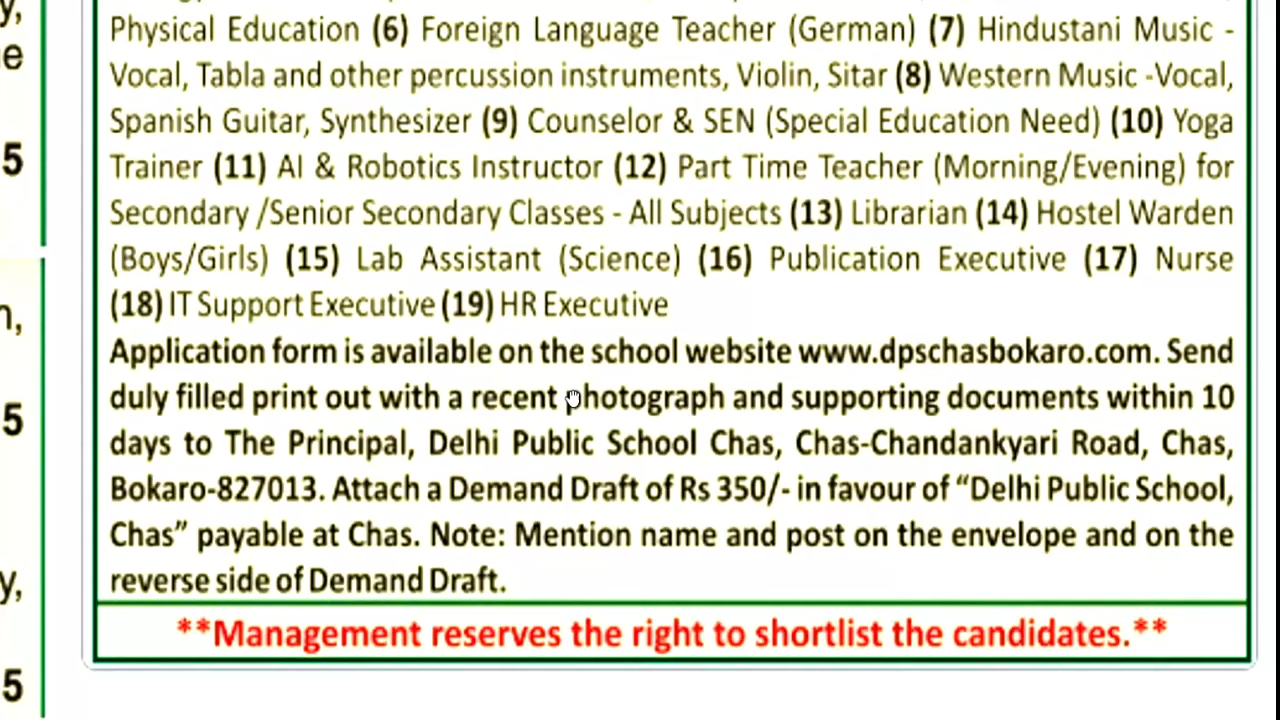 Physical Education (6) Foreign Language Teacher (German) (7) Hindustani Music -
Vocal, Tabla and other percussion instruments, Violin, Sitar (8) Western Music -Vocal,
Spanish Guitar, Synthesizer (9) Counselor & SEN (Special Education Need) (10) Yoga
Trainer (11) AI & Robotics Instructor (12) Part Time Teacher (Morning/Evening) for
Secondary /Senior Secondary Classes - All Subjects (13) Librarian (14) Hostel Warden
(Boys/Girls) (15) Lab Assistant (Science) (16) Publication Executive (17) Nurse
(18) IT Support Executive (19) HR Executive
Application form is available on the school website www.dpschasbokaro.com. Send
duly filled print out with a recent photograph and supporting documents within 10
days to The Principal, Delhi Public School Chas, Chas-Chandankyari Road, Chas,
Bokaro-827013. Attach a Demand Draft of Rs 350/- in favour of “Delhi Public School,
Chas” payable at Chas. Note: Mention name and post on the envelope and on the
reverse side of Demand Draft.
**Management reserves the right to shortlist the candidates.**